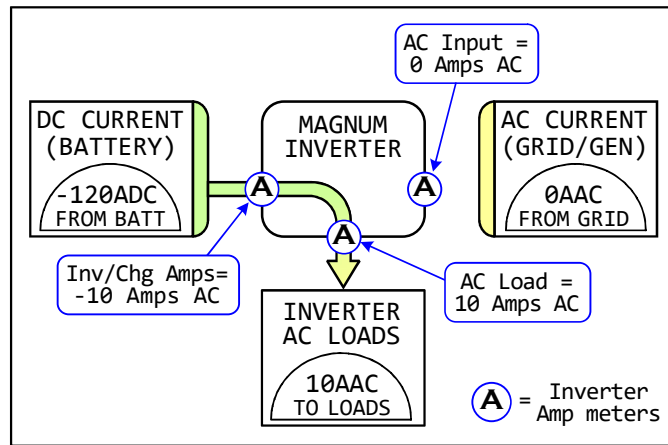 AC Input =
0 Amps AC
DC CURRENT
(BATTERY)
-120ADC
FROM BATT
MAGNUM
INVERTER
A
A
A
AC CURRENT
(GRID/GEN)
0AAC
FROM GRID
Inv/Chg Amps=
-10 Amps AC
AC Load =
10 Amps AC
INVERTER
AC LOADS
10AAC
TO LOADS
A = Inverter
Amp meters